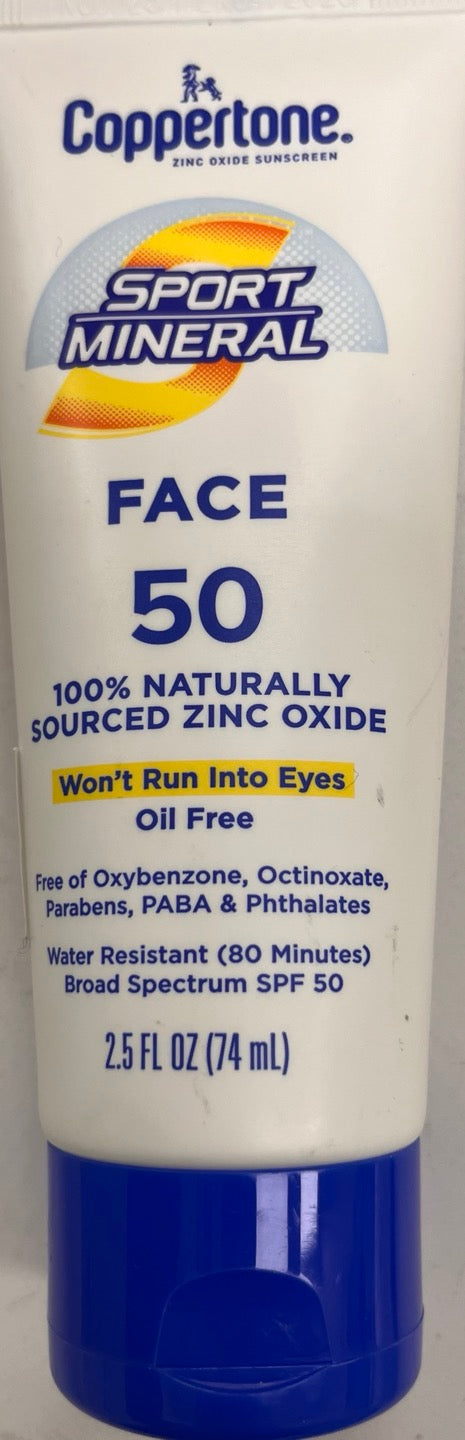 Coppertone®
ZINC OXIDE SUNSCREEN
SPORT
MINERAL
FACE
50
100% NATURALLY
SOURCED ZINC OXIDE
Won't Run Into Eyes
Oil Free
Free of Oxybenzone, Octinoxate,
Parabens, PABA & Phthalates
Water Resistant (80 Minutes)
Broad Spectrum SPF 50
2.5 FL OZ (74 mL)